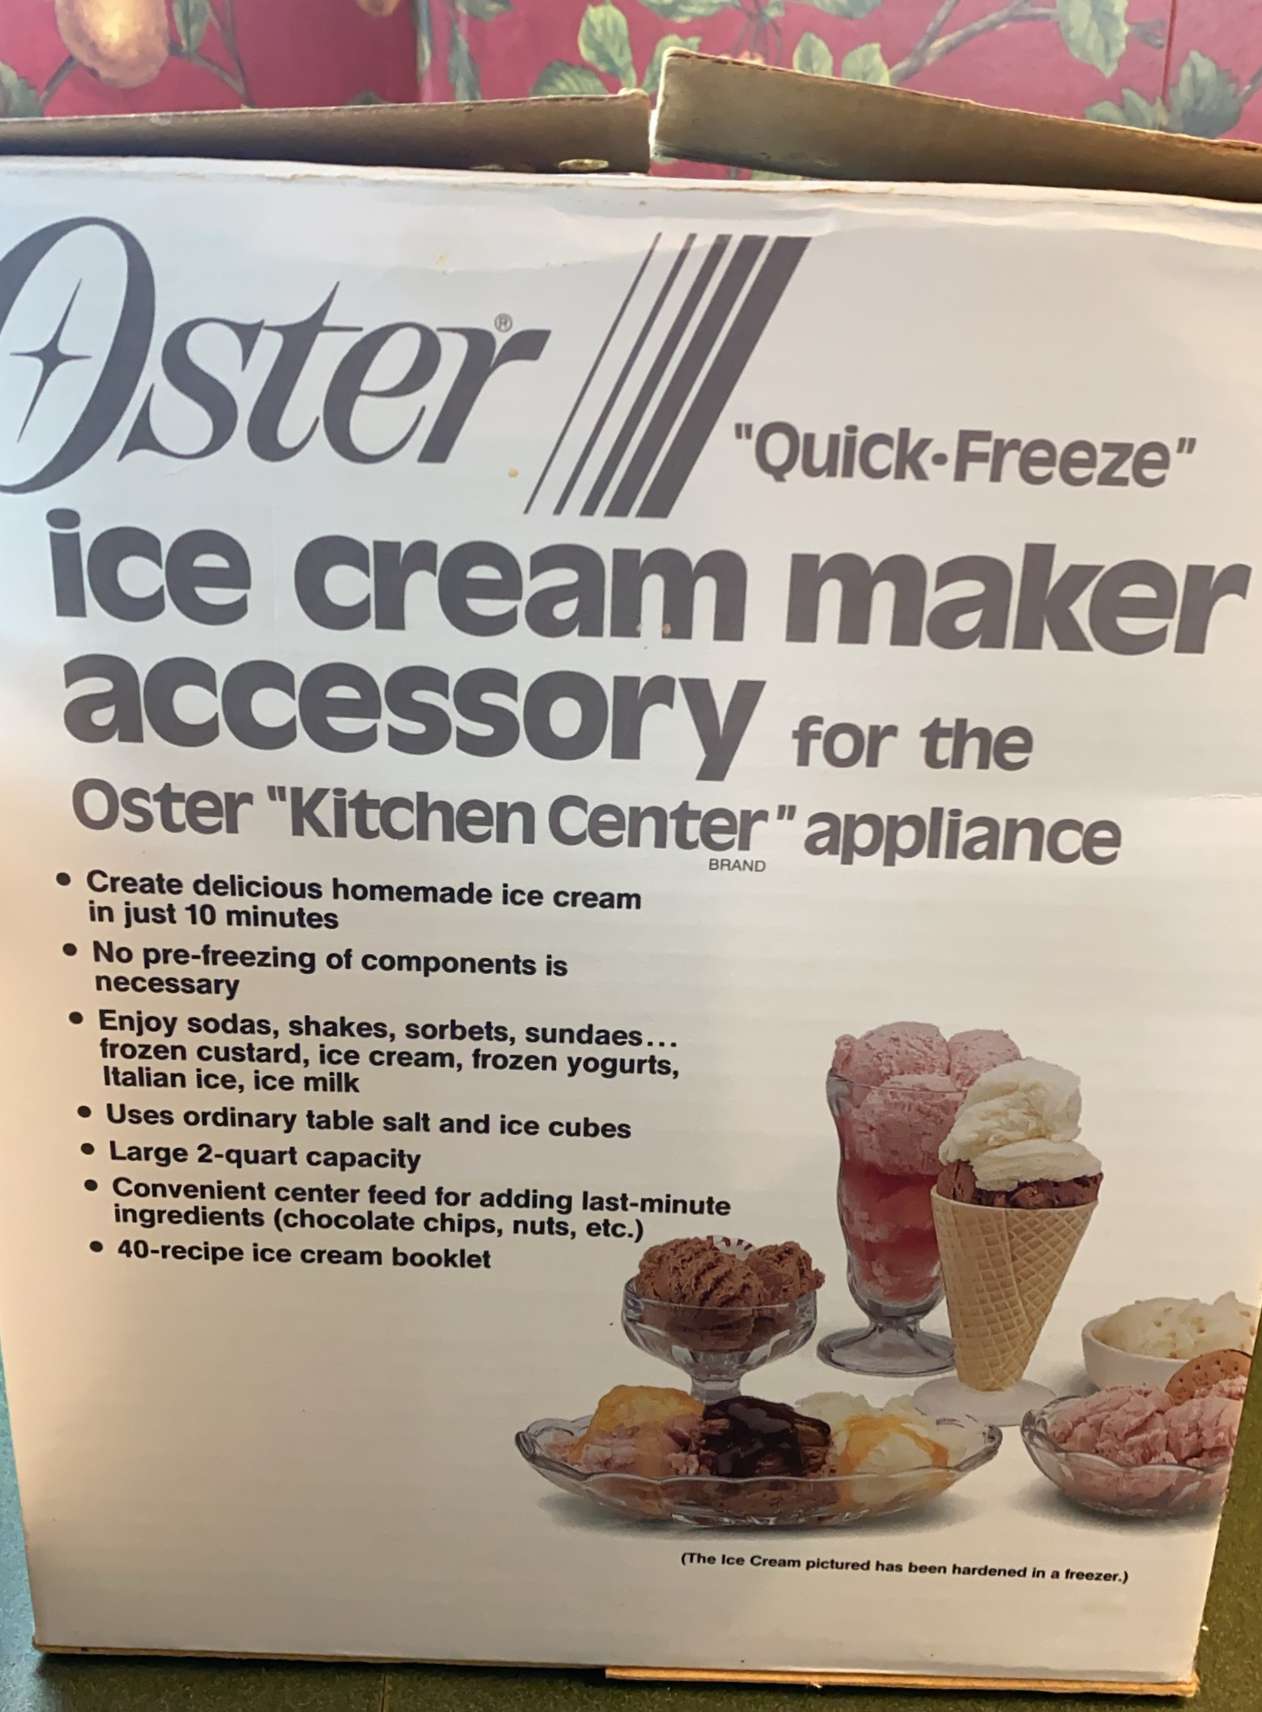 Oster®
"Quick·Freeze"
ice cream maker
accessory for the
Oster "Kitchen Center" appliance
BRAND
• Create delicious homemade ice cream
in just 10 minutes
• No pre-freezing of components is
necessary
• Enjoy sodas, shakes, sorbets, sundaes...
frozen custard, ice cream, frozen yogurts,
Italian ice, ice milk
• Uses ordinary table salt and ice cubes
• Large 2-quart capacity
• Convenient center feed for adding last-minute
ingredients (chocolate chips, nuts, etc.)
• 40-recipe ice cream booklet
(The Ice Cream pictured has been hardened in a freezer.)